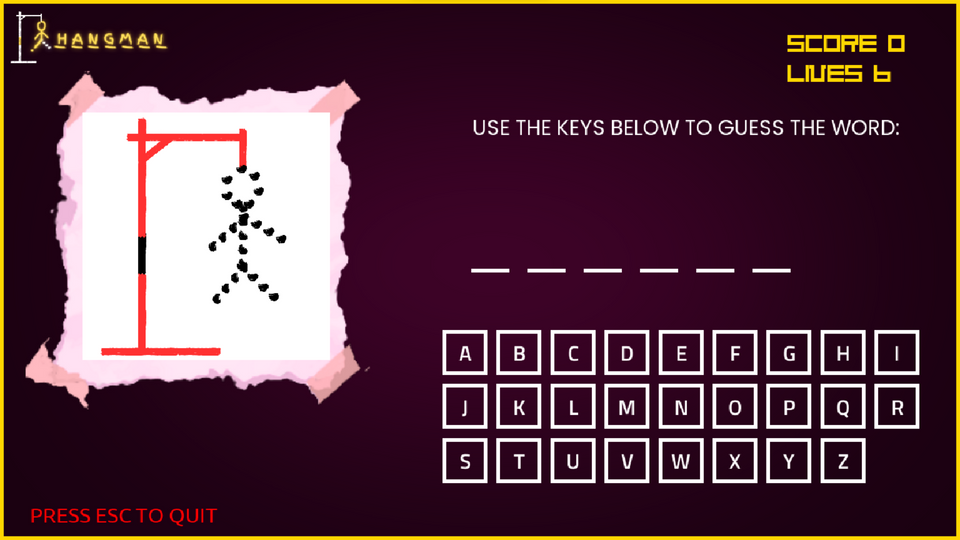 HANGMAN
SCORE 0
LIVES 6
USE THE KEYS BELOW TO GUESS THE WORD:
A B C D E F G H I
J K L M N O P Q R
S T U V W X Y Z
PRESS ESC TO QUIT